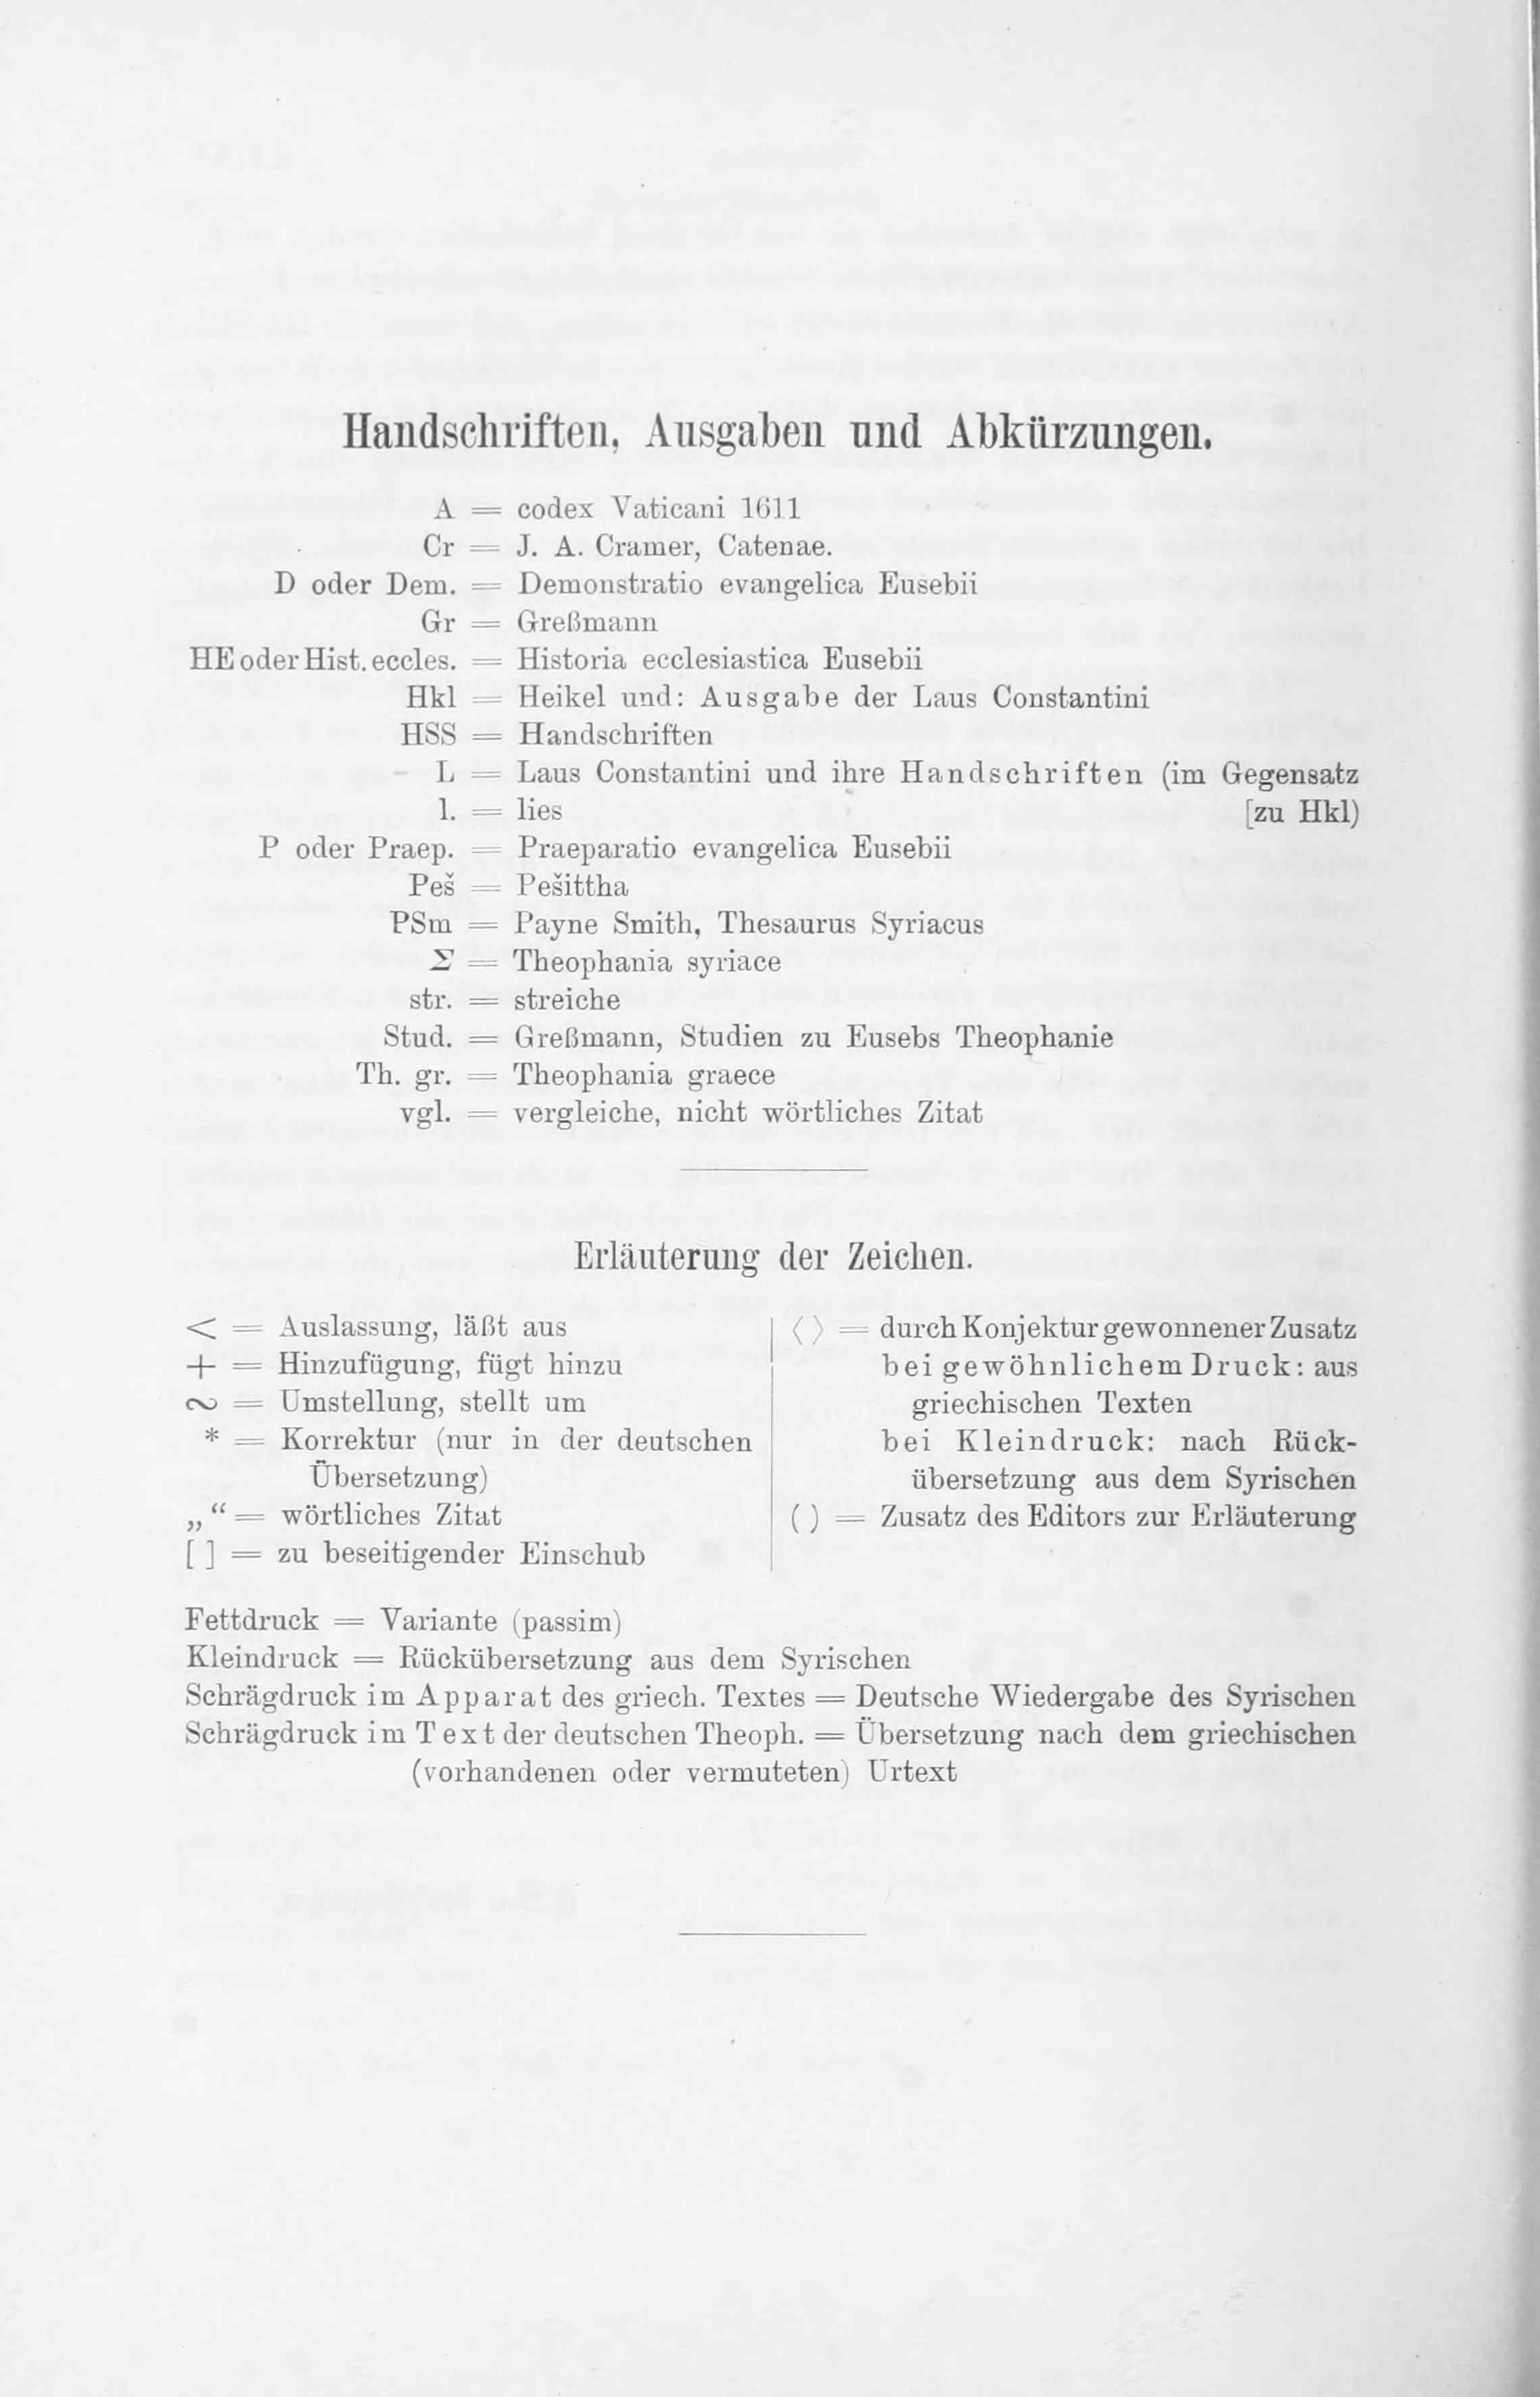 Handschriften, Ausgaben und Abkürzungen.
A = codex Vaticani 1611
Cr = J. A. Cramer, Catenae.
D oder Dem. = Demonstratio evangelica Eusebii
Gr = Greßmann
HE oder Hist. eccles. = Historia ecclesiastica Eusebii
Hkl = Heikel und: Ausgabe der Laus Constantini
HSS = Handschriften
L = Laus Constantini und ihre Handschriften (im Gegensatz
l. = lies [zu Hkl)
P oder Praep. = Praeparatio evangelica Eusebii
Peš = Pešittha
PSm = Payne Smith, Thesaurus Syriacus
Σ = Theophania syriace
str. = streiche
Stud. = Greßmann, Studien zu Eusebs Theophanie
Th. gr. = Theophania graece
vgl. = vergleiche, nicht wörtliches Zitat
Erläuterung der Zeichen.
< = Auslassung, läßt aus
+ = Hinzufügung, fügt hinzu
∾ = Umstellung, stellt um
* = Korrektur (nur in der deutschen
Übersetzung)
„ “ = wörtliches Zitat
[ ] = zu beseitigender Einschub
⟨ ⟩ = durch Konjektur gewonnener Zusatz
bei gewöhnlichem Druck: aus
griechischen Texten
bei Kleindruck: nach Rück-
übersetzung aus dem Syrischen
( ) = Zusatz des Editors zur Erläuterung
Fettdruck = Variante (passim)
Kleindruck = Rückübersetzung aus dem Syrischen
Schrägdruck im Apparat des griech. Textes = Deutsche Wiedergabe des Syrischen
Schrägdruck im Text der deutschen Theoph. = Übersetzung nach dem griechischen
(vorhandenen oder vermuteten) Urtext